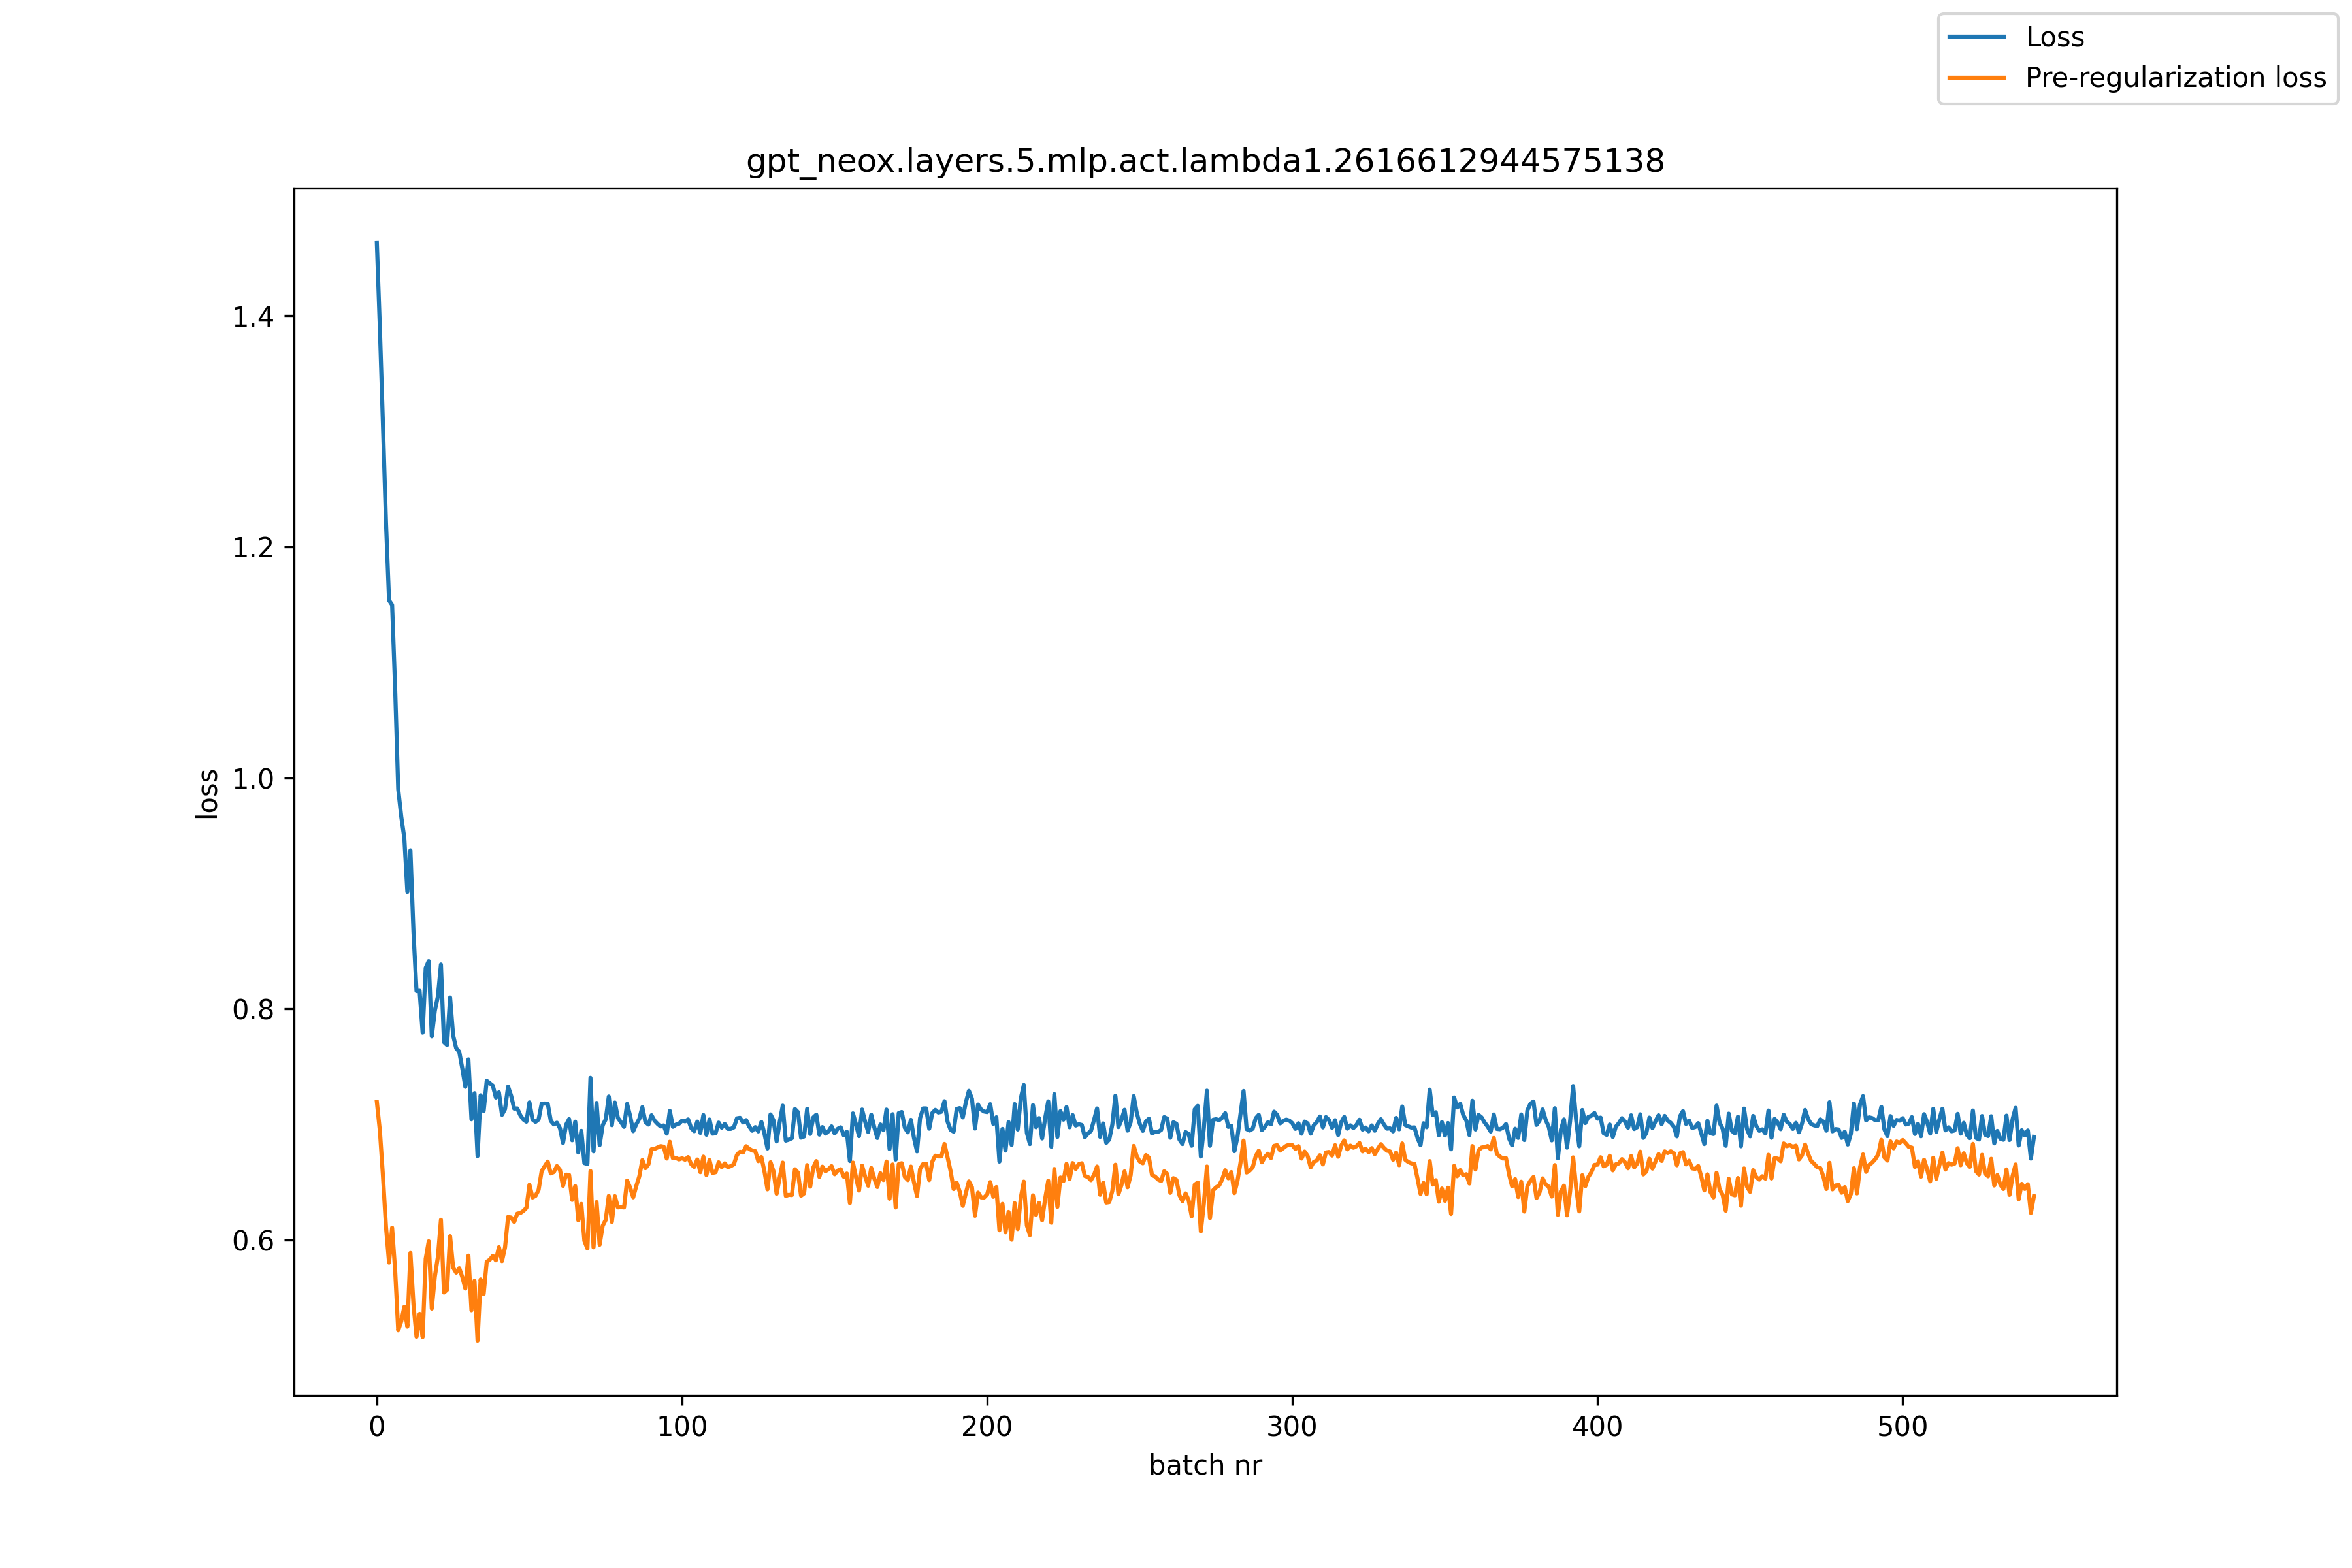 Loss
Pre-regularization loss
gpt_neox.layers.5.mlp.act.lambda1.2616612944575138
1.4
1.2
1.0
0.8
0.6
loss
0 100 200 300 400 500
batch nr